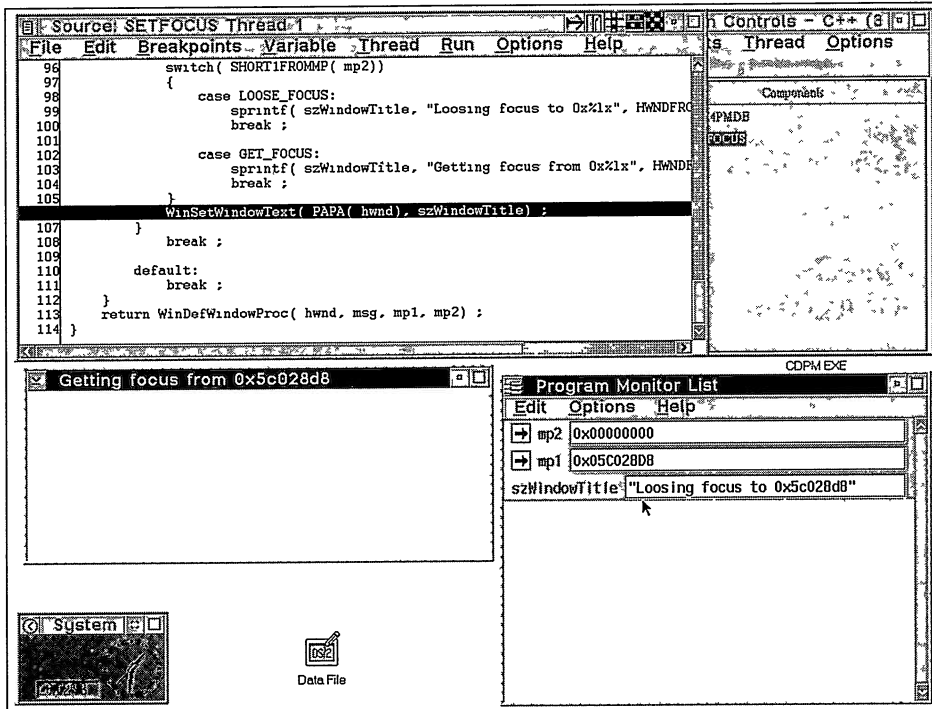 Source: SETFOCUS Thread 1
File Edit Breakpoints Variable Thread Run Options Help
96 switch( SHORT1FROMMP( mp2))
97 {
98 case LOOSE_FOCUS:
99 sprintf( szWindowTitle, "Loosing focus to 0x%lx", HWNDFRO
100 break ;
101
102 case GET_FOCUS:
103 sprintf( szWindowTitle, "Getting focus from 0x%lx", HWNDF
104 break ;
105 }
WinSetWindowText( PAPA( hwnd), szWindowTitle) ;
107 }
108 break ;
109
110 default:
111 break ;
112 }
113 return WinDefWindowProc( hwnd, msg, mp1, mp2) ;
114 }
n Controls - C++ (3
s Thread Options
Components
4PMDB
FOCUS
CDPM EXE
Getting focus from 0x5c028d8
Program Monitor List
Edit Options Help
mp2 0x00000000
mp1 0x05C028D8
szWindowTitle "Loosing focus to 0x5c028d8"
System
OS/2
Data File